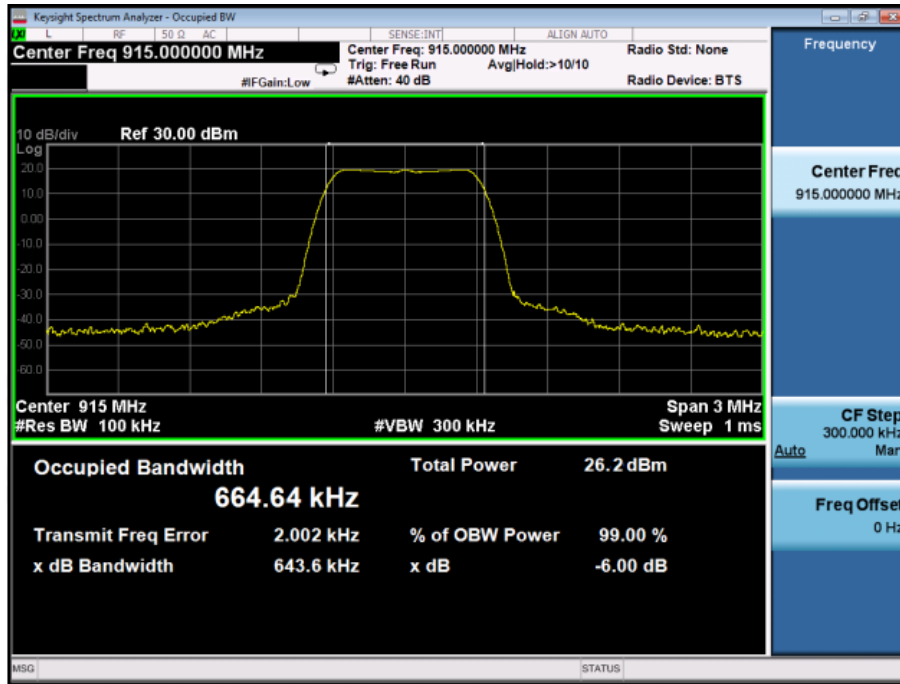 Keysight Spectrum Analyzer - Occupied BW
L RF 50 Ω AC SENSE:INT ALIGN AUTO
Center Freq 915.000000 MHz
Center Freq: 915.000000 MHz Radio Std: None
Trig: Free Run Avg|Hold:>10/10
#IFGain:Low #Atten: 40 dB Radio Device: BTS
10 dB/div Ref 30.00 dBm
Log
20.0
10.0
0.00
-10.0
-20.0
-30.0
-40.0
-50.0
-60.0
Center 915 MHz Span 3 MHz
#Res BW 100 kHz #VBW 300 kHz Sweep 1 ms
Occupied Bandwidth Total Power 26.2 dBm
664.64 kHz
Transmit Freq Error 2.002 kHz % of OBW Power 99.00 %
x dB Bandwidth 643.6 kHz x dB -6.00 dB
Frequency
Center Freq
915.000000 MHz
CF Step
300.000 kHz
Auto Man
Freq Offset
0 Hz
MSG STATUS